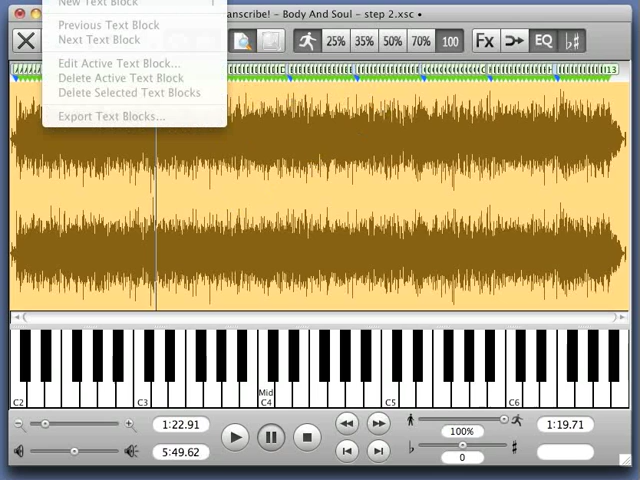 New Text Block
Previous Text Block
Next Text Block
Edit Active Text Block...
Delete Active Text Block
Delete Selected Text Blocks
Export Text Blocks...
anscribe! - Body And Soul - step 2.xsc •
25% 35% 50% 70% 100 Fx EQ ♭♯
13
Mid
C2 C3 C4 C5 C6
1:22.91
5:49.62
100%
♭ 0 ♯
1:19.71